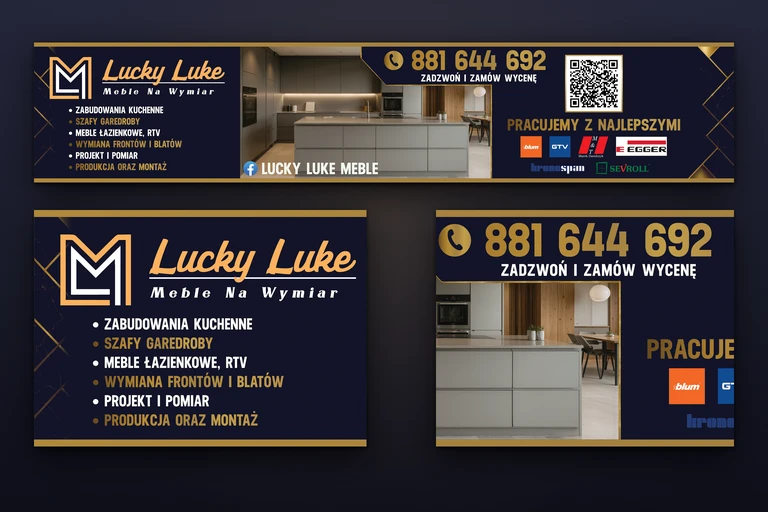 Lucky Luke
Meble Na Wymiar
• ZABUDOWANIA KUCHENNE
• SZAFY GAREDROBY
• MEBLE ŁAZIENKOWE, RTV
• WYMIANA FRONTÓW I BLATÓW
• PROJEKT I POMIAR
• PRODUKCJA ORAZ MONTAŻ
LUCKY LUKE MEBLE
881 644 692
ZADZWOŃ I ZAMÓW WYCENĘ
PRACUJEMY Z NAJLEPSZYMI
blum GTV EGGER
kronospan SEVROLL
Lucky Luke
Meble Na Wymiar
• ZABUDOWANIA KUCHENNE
• SZAFY GAREDROBY
• MEBLE ŁAZIENKOWE, RTV
• WYMIANA FRONTÓW I BLATÓW
• PROJEKT I POMIAR
• PRODUKCJA ORAZ MONTAŻ
881 644 692
ZADZWOŃ I ZAMÓW WYCENĘ
PRACUJE
blum GT
krono